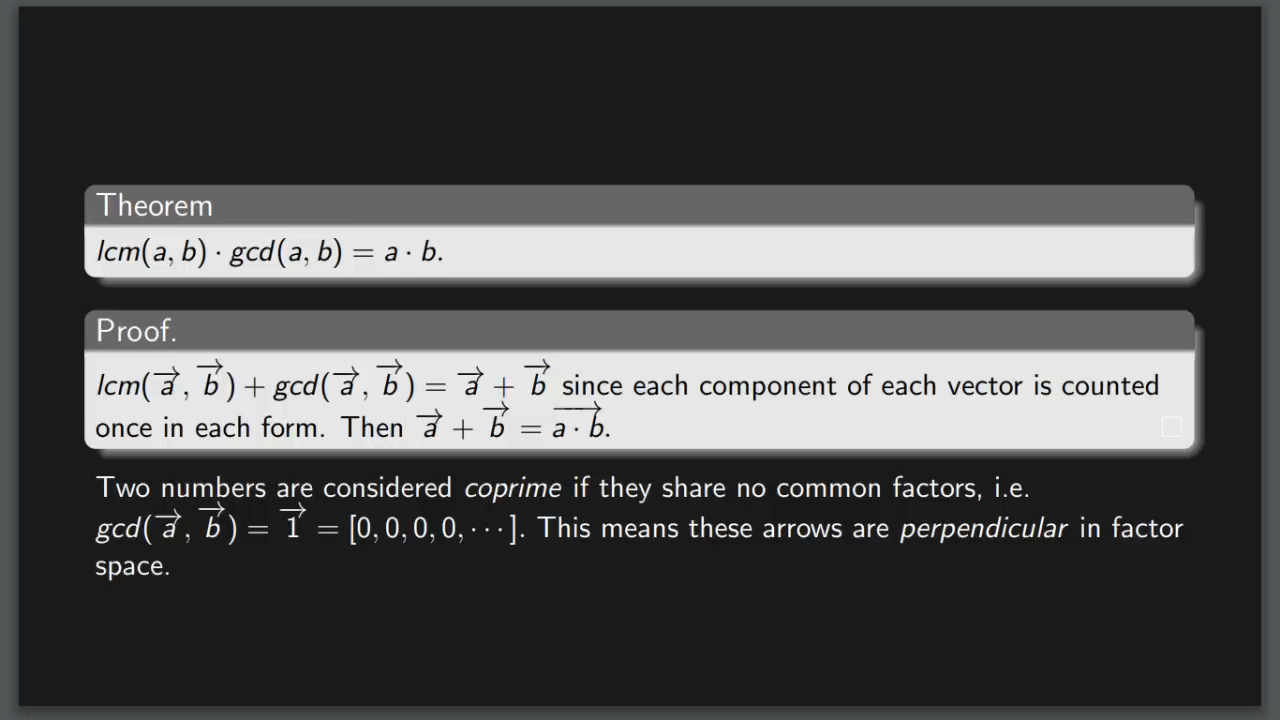 Theorem
lcm(a, b) · gcd(a, b) = a · b.
Proof.
lcm(a⃗, b⃗) + gcd(a⃗, b⃗) = a⃗ + b⃗ since each component of each vector is counted
once in each form. Then a⃗ + b⃗ = \overrightarrow{a · b}.
Two numbers are considered coprime if they share no common factors, i.e.
gcd(a⃗, b⃗) = 1⃗ = [0, 0, 0, 0, ⋯]. This means these arrows are perpendicular in factor
space.